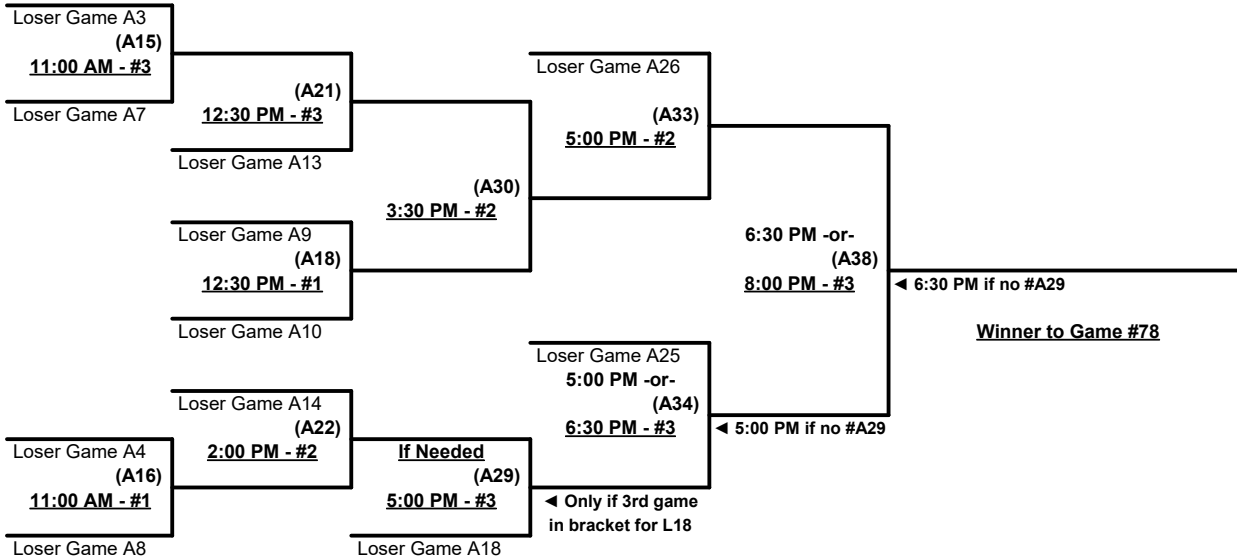 Loser Game A3
(A15)
11:00 AM - #3
Loser Game A7
(A21)
12:30 PM - #3
Loser Game A13
Loser Game A9
(A18)
12:30 PM - #1
Loser Game A10
(A30)
3:30 PM - #2
Loser Game A26
(A33)
5:00 PM - #2
6:30 PM -or-
(A38)
8:00 PM - #3
◄ 6:30 PM if no #A29
Winner to Game #78
Loser Game A25
5:00 PM -or-
(A34)
6:30 PM - #3
◄ 5:00 PM if no #A29
Loser Game A14
(A22)
2:00 PM - #2
Loser Game A4
(A16)
11:00 AM - #1
Loser Game A8
If Needed
(A29)
5:00 PM - #3
Loser Game A18
◄ Only if 3rd game
in bracket for L18